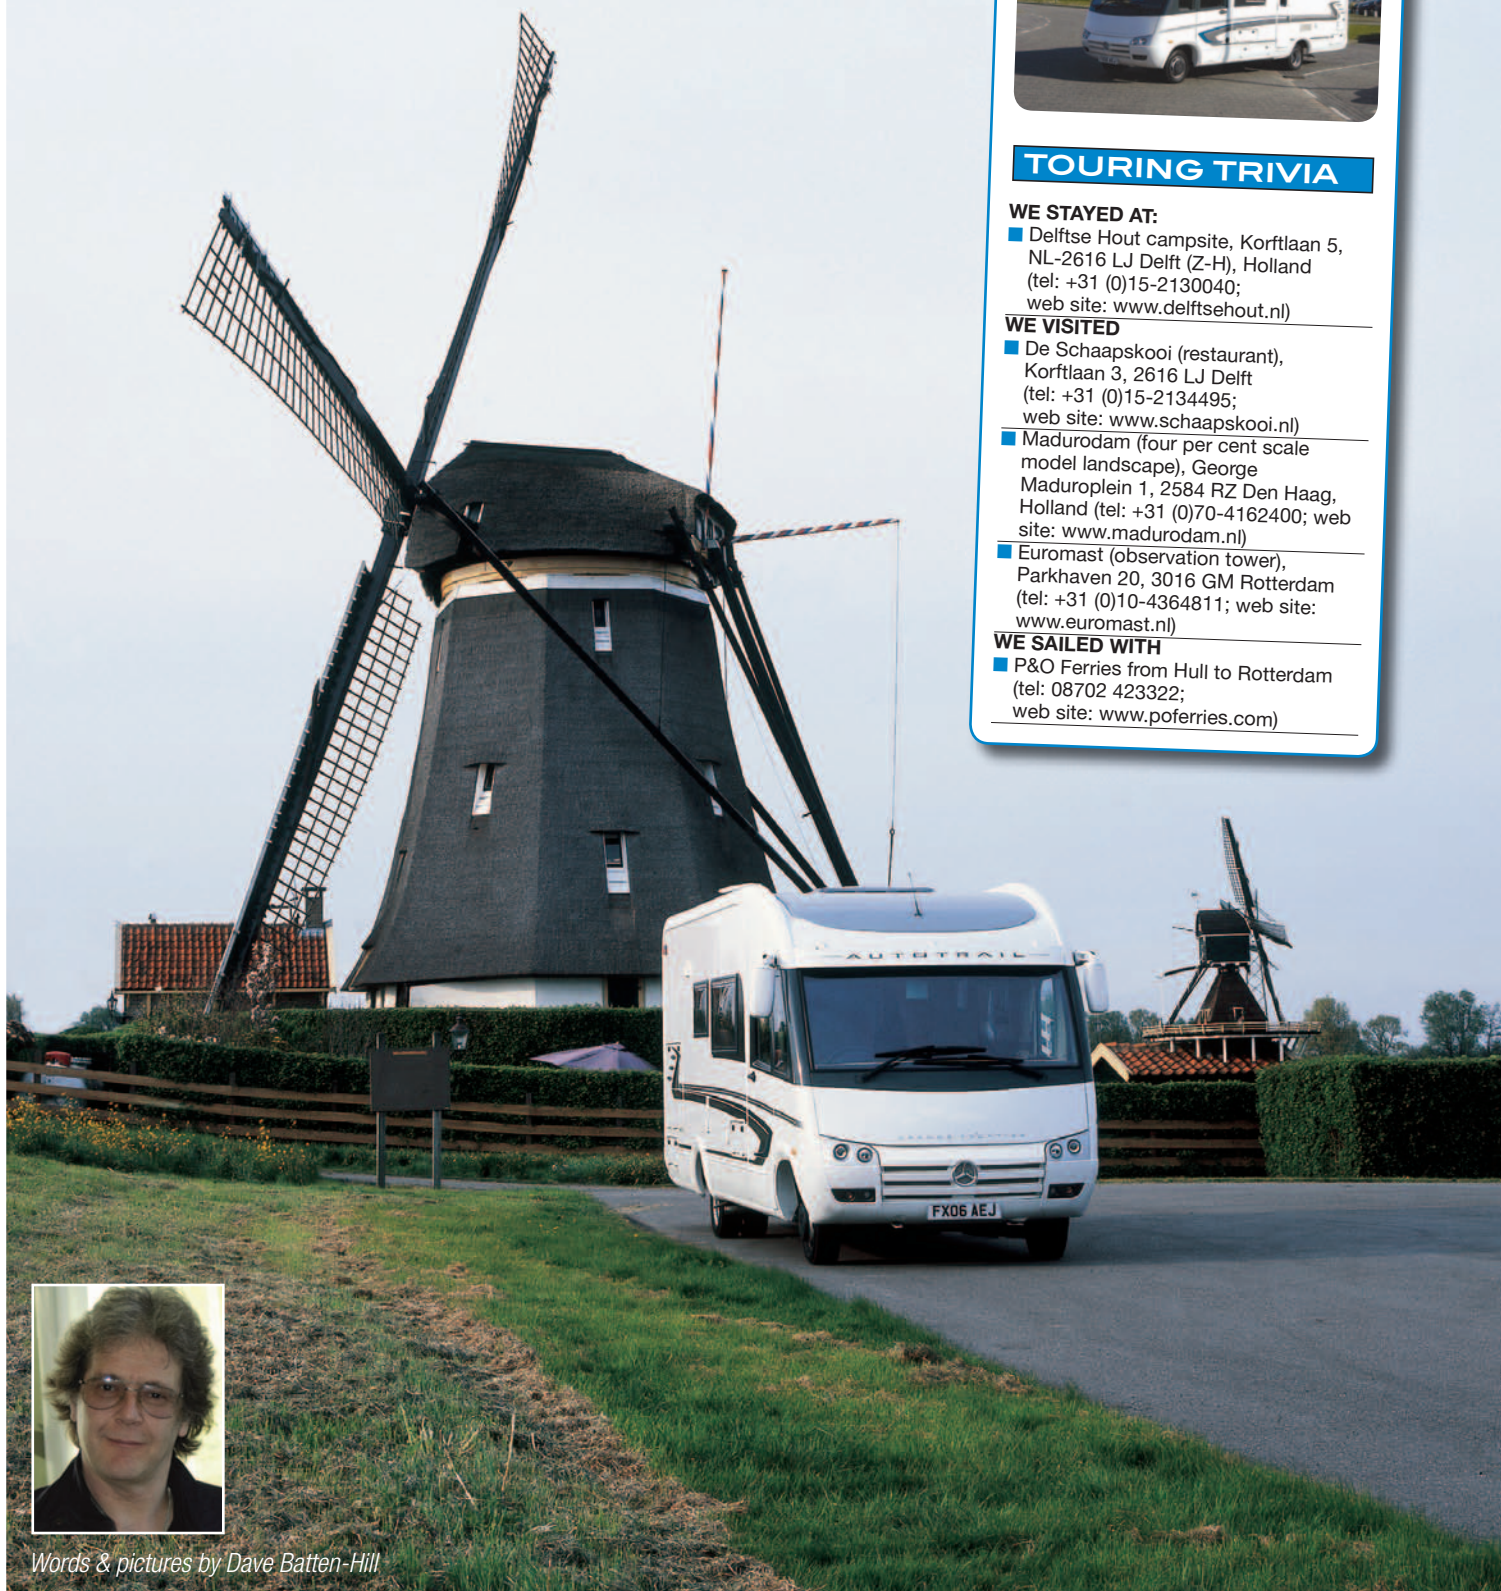 TOURING TRIVIA
WE STAYED AT:
Delftse Hout campsite, Korftlaan 5,
NL-2616 LJ Delft (Z-H), Holland
(tel: +31 (0)15-2130040;
web site: www.delftsehout.nl)
WE VISITED
De Schaapskooi (restaurant),
Korftlaan 3, 2616 LJ Delft
(tel: +31 (0)15-2134495;
web site: www.schaapskooi.nl)
Madurodam (four per cent scale
model landscape), George
Maduroplein 1, 2584 RZ Den Haag,
Holland (tel: +31 (0)70-4162400; web
site: www.madurodam.nl)
Euromast (observation tower),
Parkhaven 20, 3016 GM Rotterdam
(tel: +31 (0)10-4364811; web site:
www.euromast.nl)
WE SAILED WITH
P&O Ferries from Hull to Rotterdam
(tel: 08702 423322;
web site: www.poferries.com)
AUTOTRAIL
FX06 AEJ
Words & pictures by Dave Batten-Hill